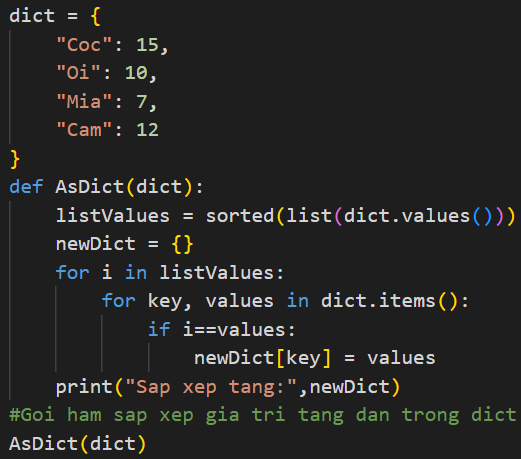 dict = {
    "Coc": 15,
    "Oi": 10,
    "Mia": 7,
    "Cam": 12
}
def AsDict(dict):
    listValues = sorted(list(dict.values()))
    newDict = {}
    for i in listValues:
        for key, values in dict.items():
            if i==values:
                newDict[key] = values
    print("Sap xep tang:",newDict)
#Goi ham sap xep gia tri tang dan trong dict
AsDict(dict)